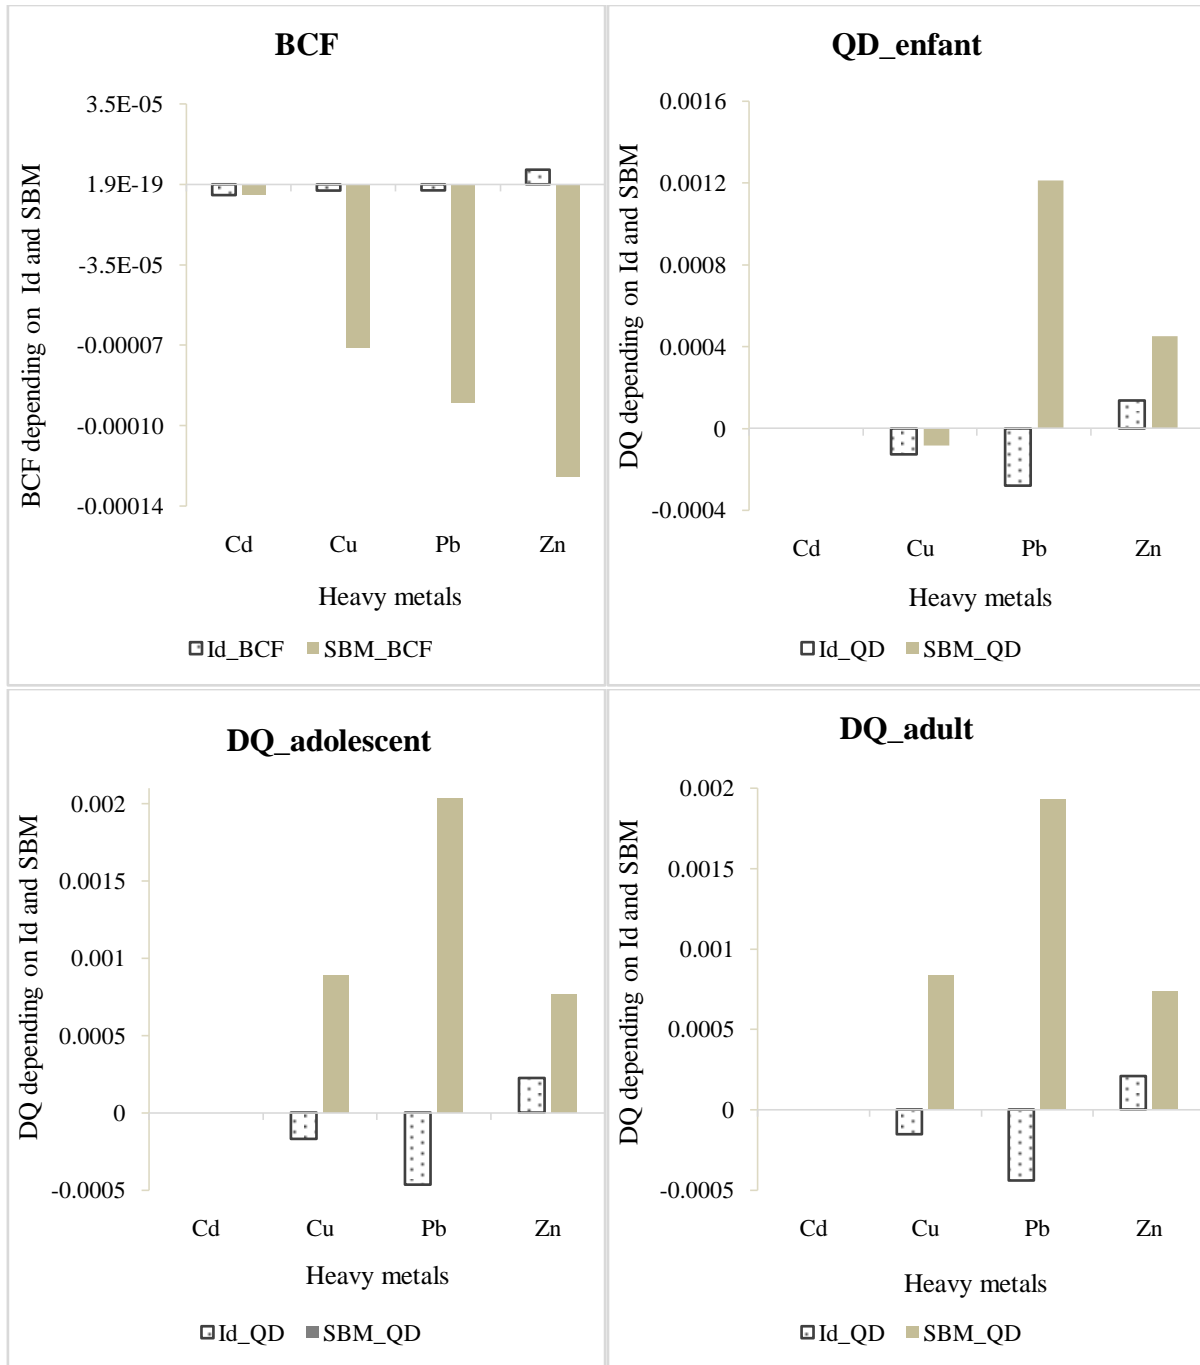 BCF
BCF depending on Id and SBM
3.5E-05
1.9E-19
-3.5E-05
-0.00007
-0.00010
-0.00014
Cd Cu Pb Zn
Heavy metals
Id_BCF SBM_BCF
QD_enfant
DQ depending on Id and SBM
0.0016
0.0012
0.0008
0.0004
0
-0.0004
Cd Cu Pb Zn
Heavy metals
Id_QD SBM_QD
DQ_adolescent
DQ depending on Id and SBM
0.002
0.0015
0.001
0.0005
0
-0.0005
Cd Cu Pb Zn
Heavy metals
Id_QD SBM_QD
DQ_adult
DQ depending on Id and SBM
0.002
0.0015
0.001
0.0005
0
-0.0005
Cd Cu Pb Zn
Heavy metals
Id_QD SBM_QD